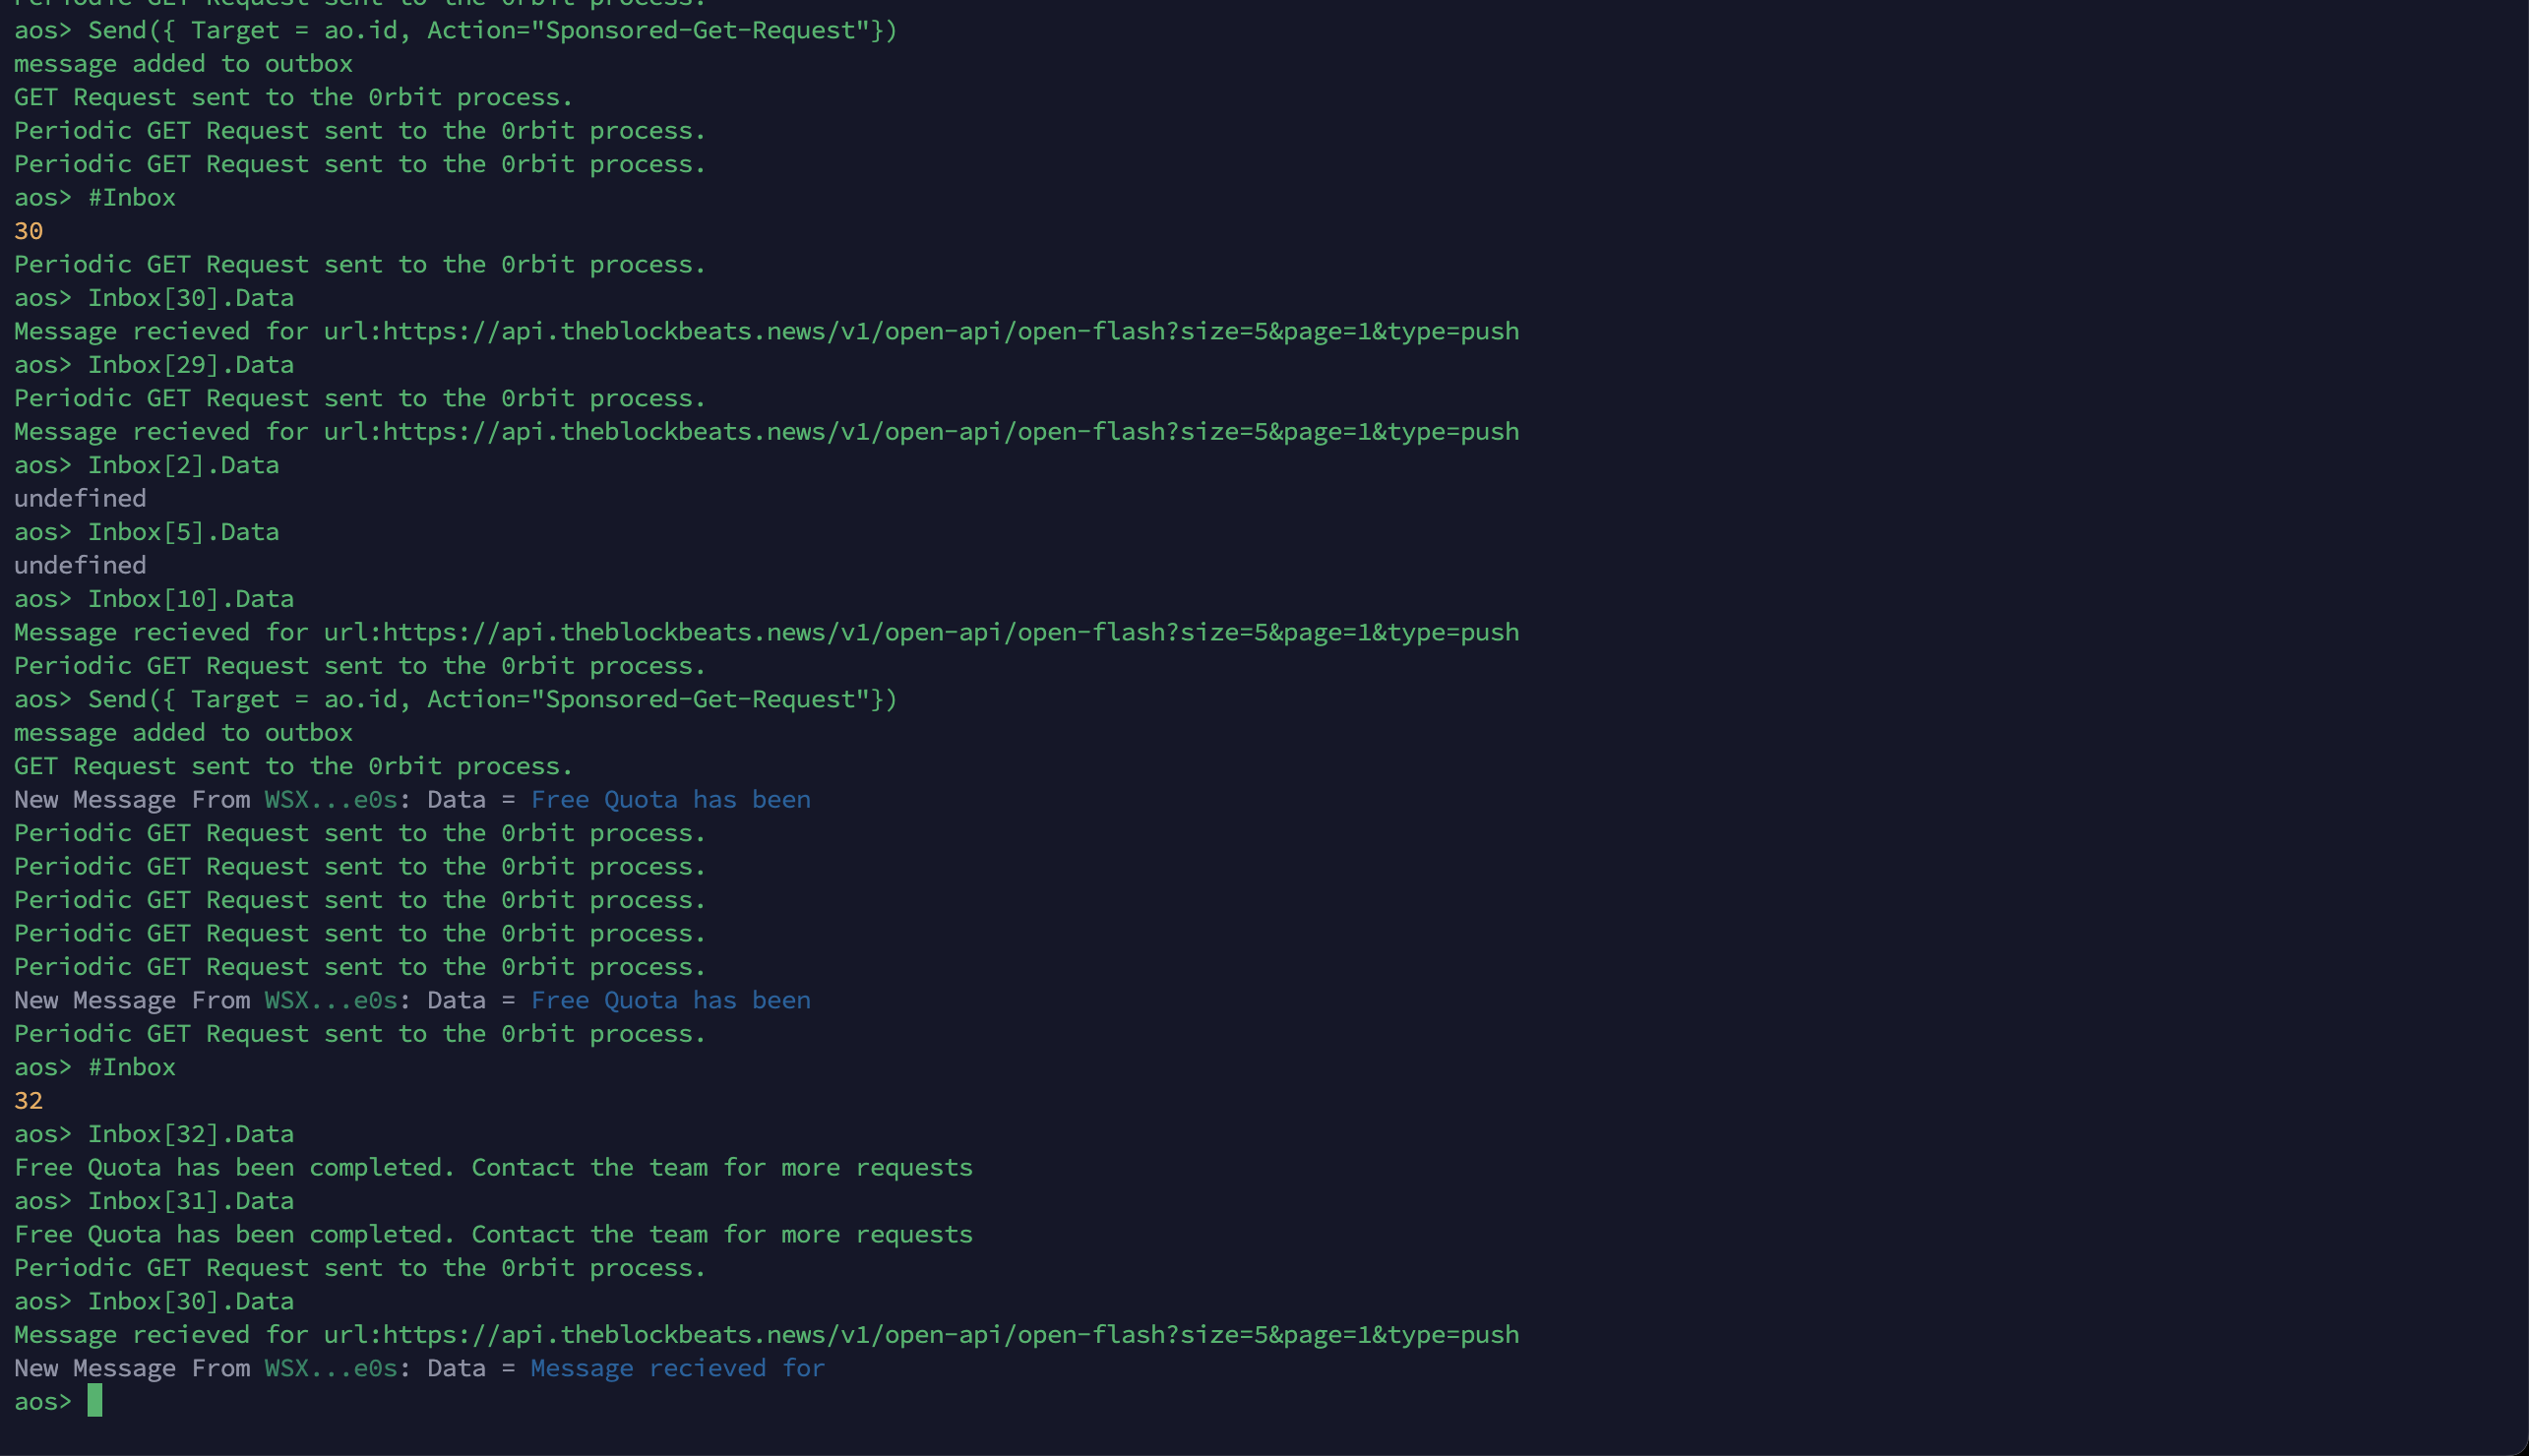 Periodic GET Request sent to the 0rbit process.
aos> Send({ Target = ao.id, Action="Sponsored-Get-Request"})
message added to outbox
GET Request sent to the 0rbit process.
Periodic GET Request sent to the 0rbit process.
Periodic GET Request sent to the 0rbit process.
aos> #Inbox
30
Periodic GET Request sent to the 0rbit process.
aos> Inbox[30].Data
Message recieved for url:https://api.theblockbeats.news/v1/open-api/open-flash?size=5&page=1&type=push
aos> Inbox[29].Data
Periodic GET Request sent to the 0rbit process.
Message recieved for url:https://api.theblockbeats.news/v1/open-api/open-flash?size=5&page=1&type=push
aos> Inbox[2].Data
undefined
aos> Inbox[5].Data
undefined
aos> Inbox[10].Data
Message recieved for url:https://api.theblockbeats.news/v1/open-api/open-flash?size=5&page=1&type=push
Periodic GET Request sent to the 0rbit process.
aos> Send({ Target = ao.id, Action="Sponsored-Get-Request"})
message added to outbox
GET Request sent to the 0rbit process.
New Message From WSX...e0s: Data = Free Quota has been
Periodic GET Request sent to the 0rbit process.
Periodic GET Request sent to the 0rbit process.
Periodic GET Request sent to the 0rbit process.
Periodic GET Request sent to the 0rbit process.
Periodic GET Request sent to the 0rbit process.
New Message From WSX...e0s: Data = Free Quota has been
Periodic GET Request sent to the 0rbit process.
aos> #Inbox
32
aos> Inbox[32].Data
Free Quota has been completed. Contact the team for more requests
aos> Inbox[31].Data
Free Quota has been completed. Contact the team for more requests
Periodic GET Request sent to the 0rbit process.
aos> Inbox[30].Data
Message recieved for url:https://api.theblockbeats.news/v1/open-api/open-flash?size=5&page=1&type=push
New Message From WSX...e0s: Data = Message recieved for
aos>